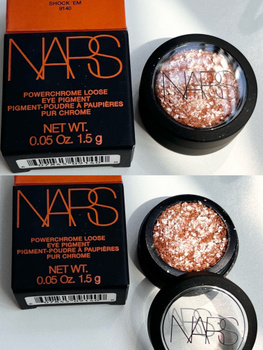 SHOCK 'EM
9140
NARS
POWERCHROME LOOSE
EYE PIGMENT
PIGMENT-POUDRE À PAUPIÈRES
PUR CHROME
NET WT.
0.05 Oz. 1.5 g
NARS
POWERCHROME LOOSE
EYE PIGMENT
PIGMENT-POUDRE À PAUPIÈRES
PUR CHROME
NET WT.
0.05 Oz. 1.5 g
NARS